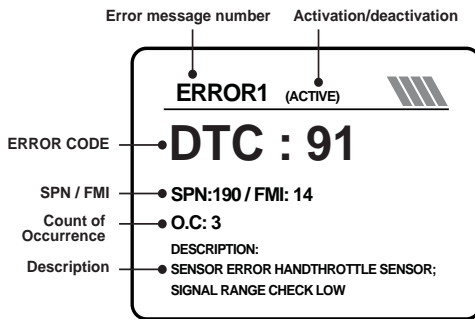 Error message number
Activation/deactivation
ERROR1 (ACTIVE)
ERROR CODE
DTC : 91
SPN / FMI
SPN:190 / FMI: 14
Count of
Occurrence
O.C: 3
DESCRIPTION:
Description
SENSOR ERROR HANDTHROTTLE SENSOR;
SIGNAL RANGE CHECK LOW